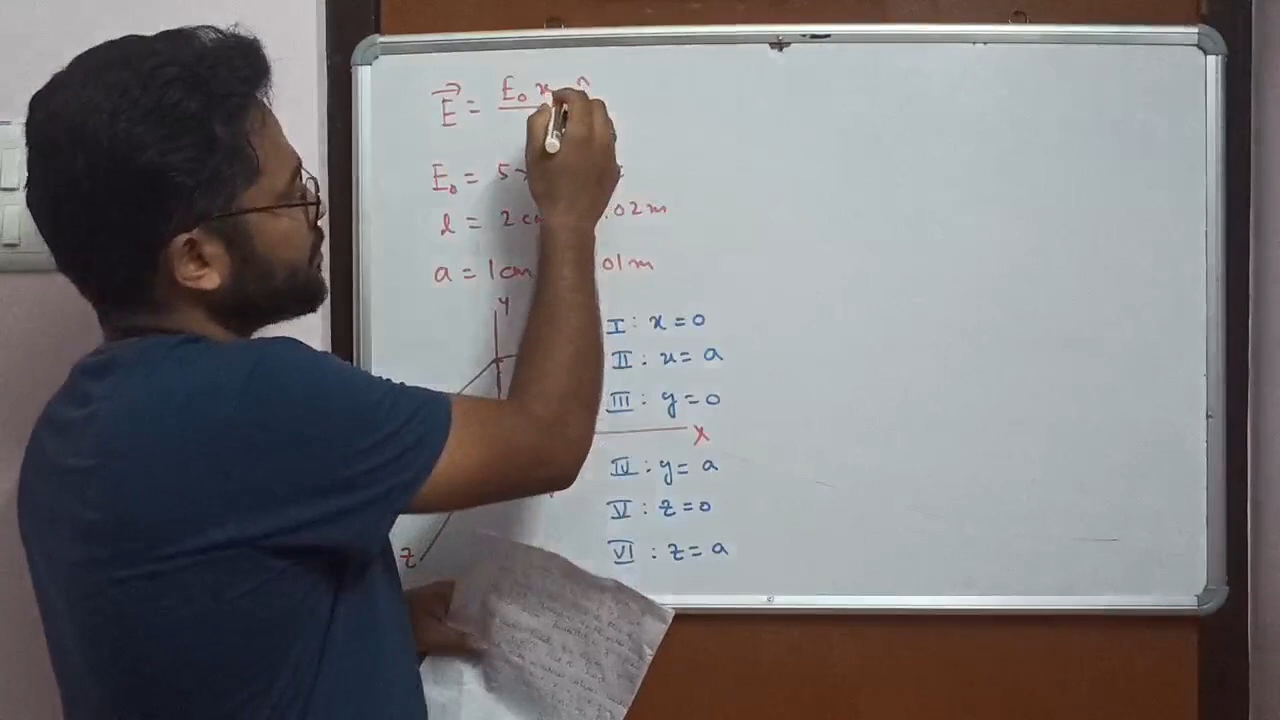 E⃗ = E₀ x
E₀ = 5
l = 2 cm .02 m
a = 1 cm 01 m
y
I : x = 0
II : x = a
III : y = 0
x
IV : y = a
V : z = 0
z
VI : z = a